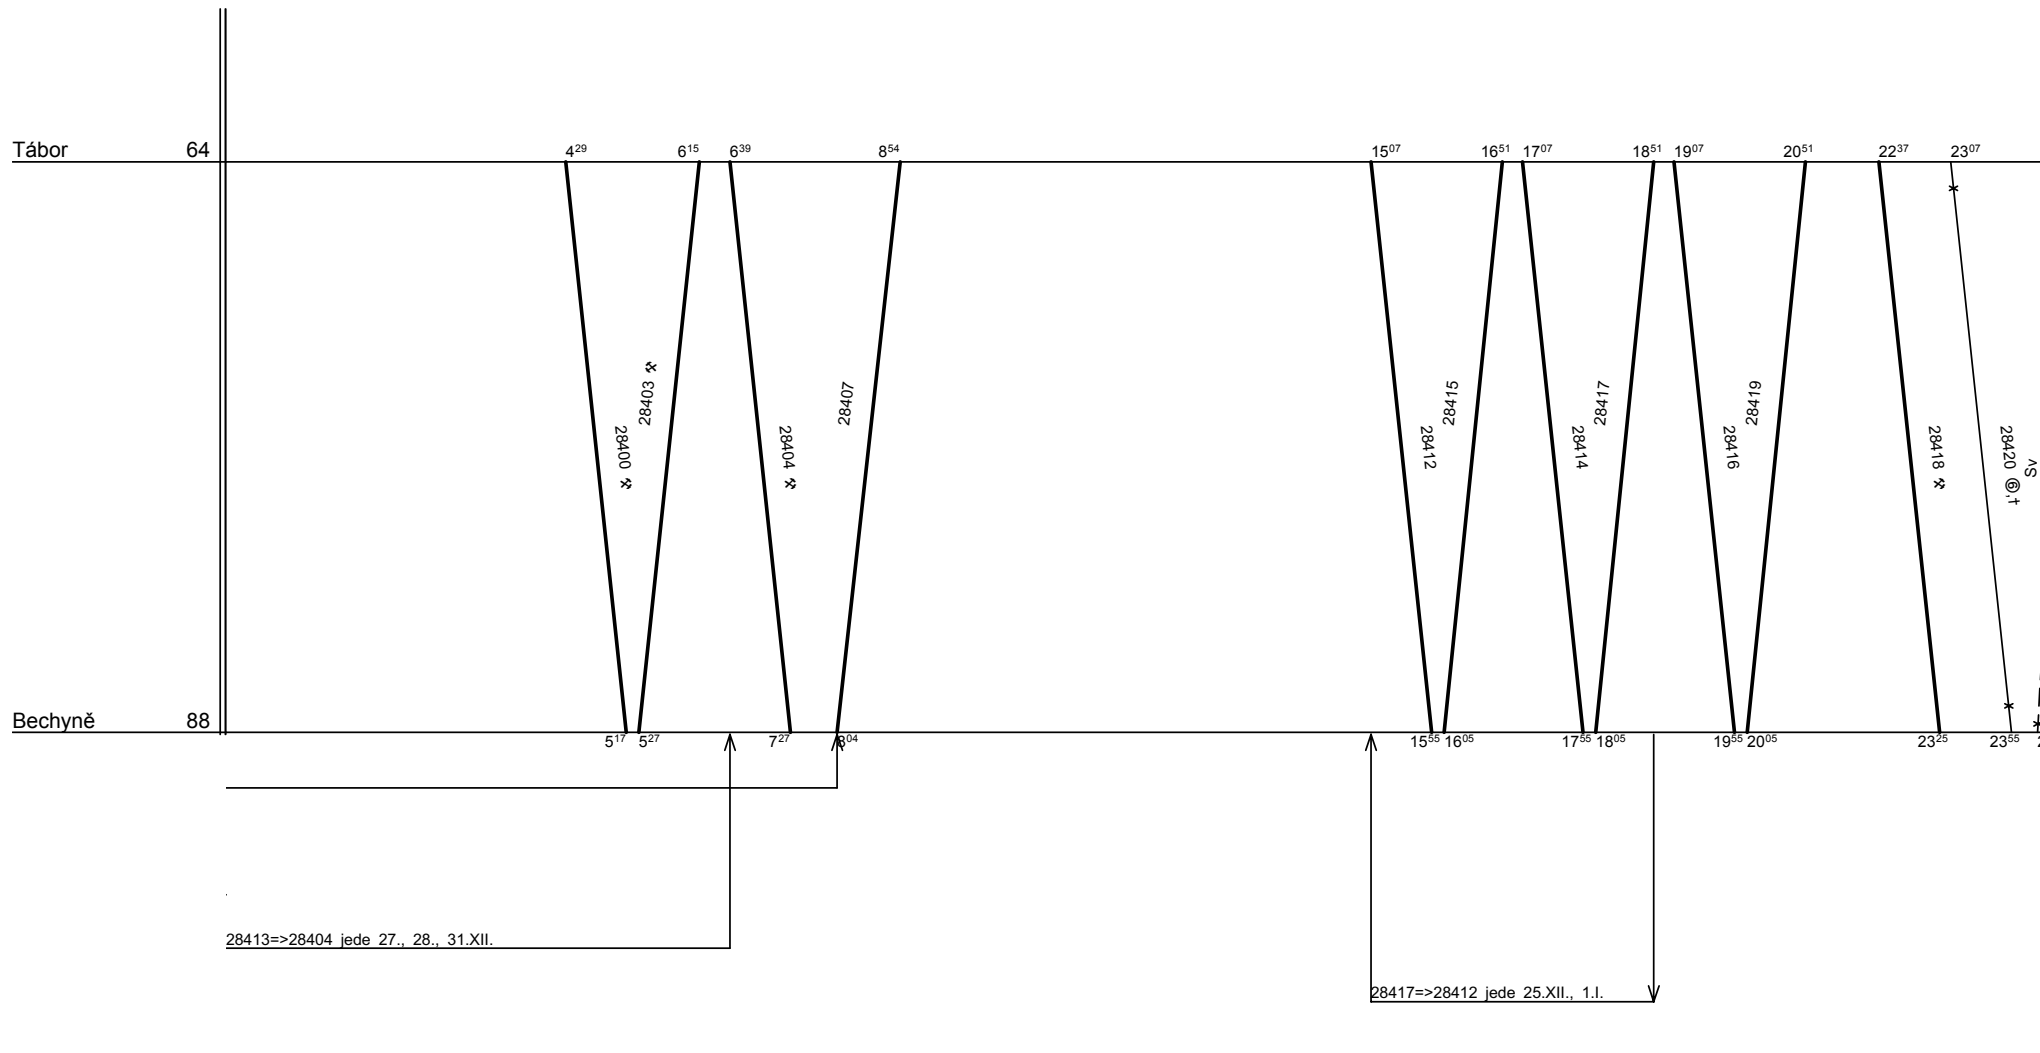 Tábor 64
4²⁹ 6¹⁵ 6³⁹ 8⁵⁴ 15⁰⁷ 16⁵¹ 17⁰⁷ 18⁵¹ 19⁰⁷ 20⁵¹ 22³⁷ 23⁰⁷
28400 ⚒
28403 ⚒
28404 ⚒
28407
28412
28415
28414
28417
28416
28419
28418 ⚒
28420 ⑥,†
Sv
Bechyně 88
5¹⁷ 5²⁷ 7²⁷ 8⁰⁴ 15⁵⁵ 16⁰⁵ 17⁵⁵ 18⁰⁵ 19⁵⁵ 20⁰⁵ 23²⁵ 23⁵⁵
28413=>28404 jede 27., 28., 31.XII.
28417=>28412 jede 25.XII., 1.I.